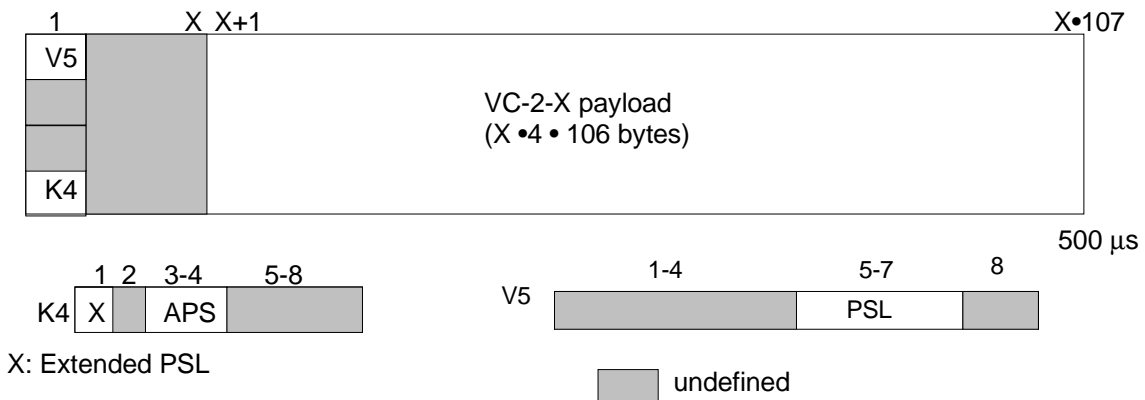 1 X X+1 X•107
V5
VC-2-X payload
(X •4 • 106 bytes)
K4
500 µs
1 2 3-4 5-8
K4 X APS
1-4 5-7 8
V5 PSL
X: Extended PSL
undefined